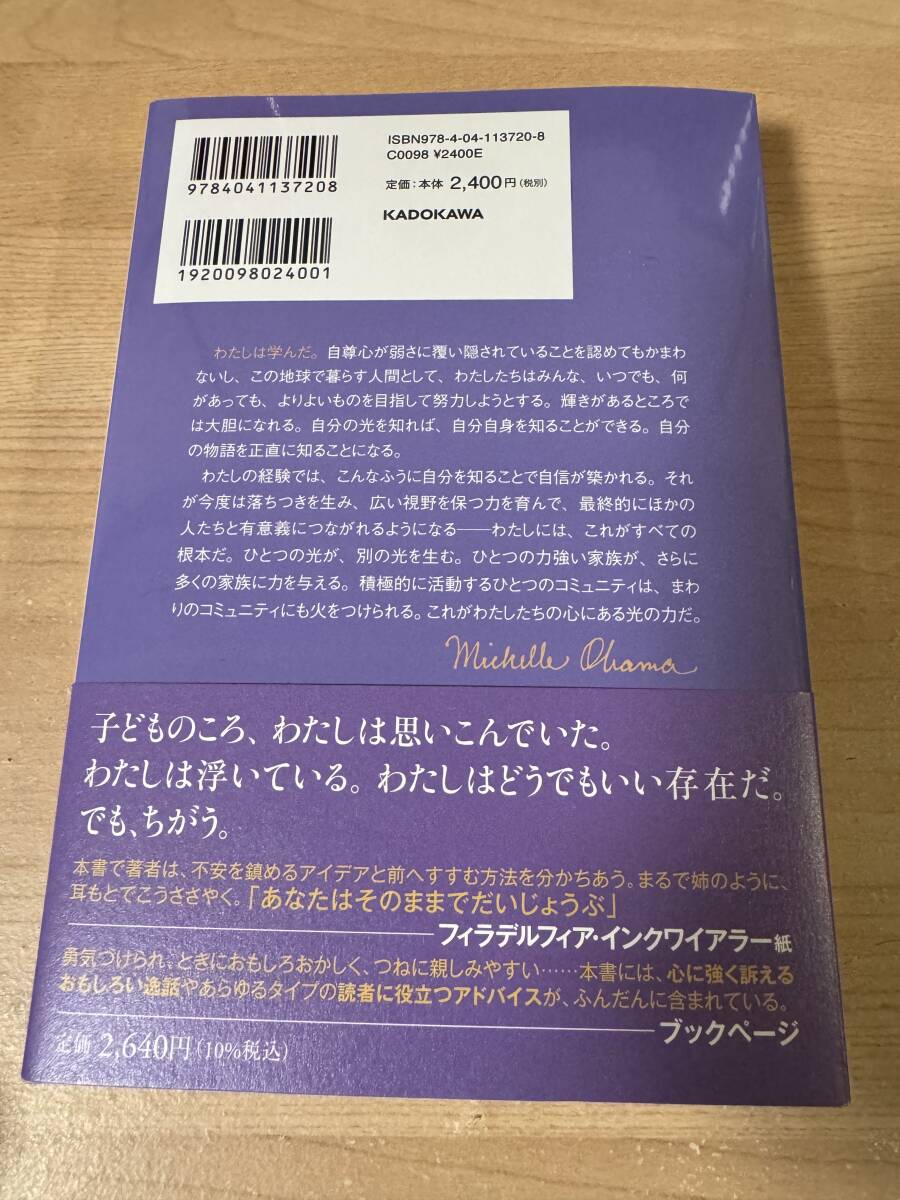 ISBN978-4-04-113720-8
C0098 ¥2400E
定価:本体 2,400円(税別)
KADOKAWA
9784041137208
1920098024001
わたしは学んだ。自尊心が弱さに覆い隠されていることを認めてもかまわ
ないし、この地球で暮らす人間として、わたしたちはみんな、いつでも、何
があっても、よりよいものを目指して努力しようとする。輝きがあるところで
は大胆になれる。自分の光を知れば、自分自身を知ることができる。自分
の物語を正直に知ることになる。
わたしの経験では、こんなふうに自分を知ることで自信が築かれる。それ
が今度は落ちつきを生み、広い視野を保つ力を育んで、最終的にほかの
人たちと有意義につながれるようになる──わたしには、これがすべての
根本だ。ひとつの光が、別の光を生む。ひとつの力強い家族が、さらに
多くの家族に力を与える。積極的に活動するひとつのコミュニティは、まわ
りのコミュニティにも火をつけられる。これがわたしたちの心にある光の力だ。
Michelle Obama
子どものころ、わたしは思いこんでいた。
わたしは浮いている。わたしはどうでもいい存在だ。
でも、ちがう。
本書で著者は、不安を鎮めるアイデアと前へすすむ方法を分かちあう。まるで姉のように、
耳もとでこうささやく。「あなたはそのままでだいじょうぶ」
──フィラデルフィア・インクワイアラー紙
勇気づけられ、ときにおもしろおかしく、つねに親しみやすい……本書には、心に強く訴える
おもしろい逸話やあらゆるタイプの読者に役立つアドバイスが、ふんだんに含まれている。
──ブックページ
定価 2,640円(10%税込)